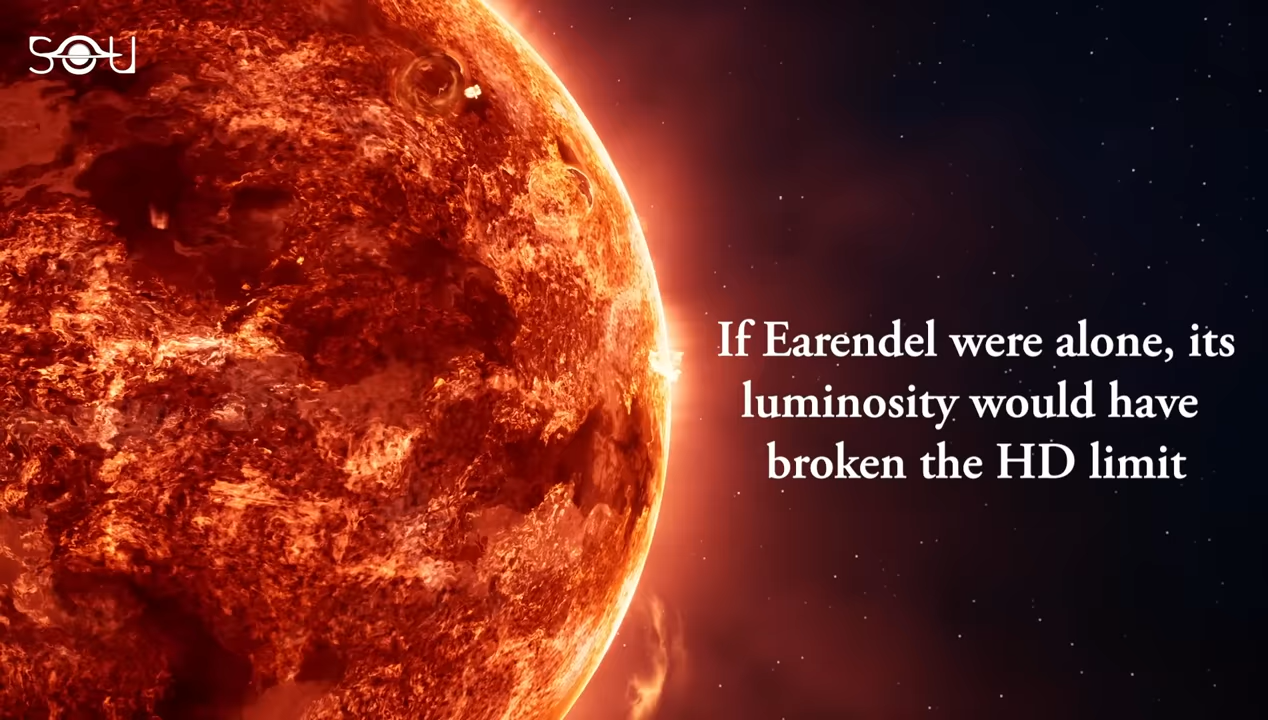 SOU
If Earendel were alone, its
luminosity would have
broken the HD limit